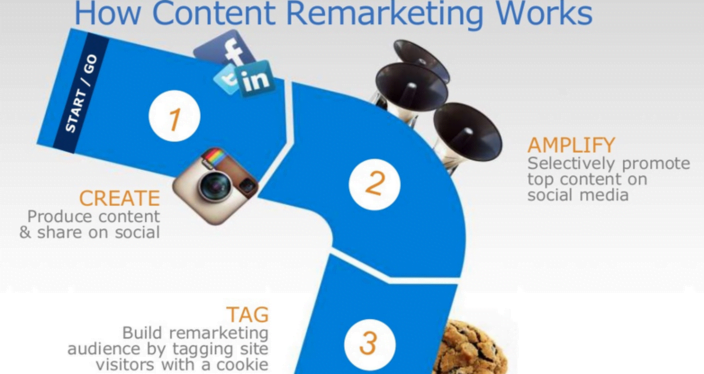 How Content Remarketing Works
START / GO
f
in
1
CREATE
Produce content
& share on social
2
AMPLIFY
Selectively promote
top content on
social media
3
TAG
Build remarketing
audience by tagging site
visitors with a cookie